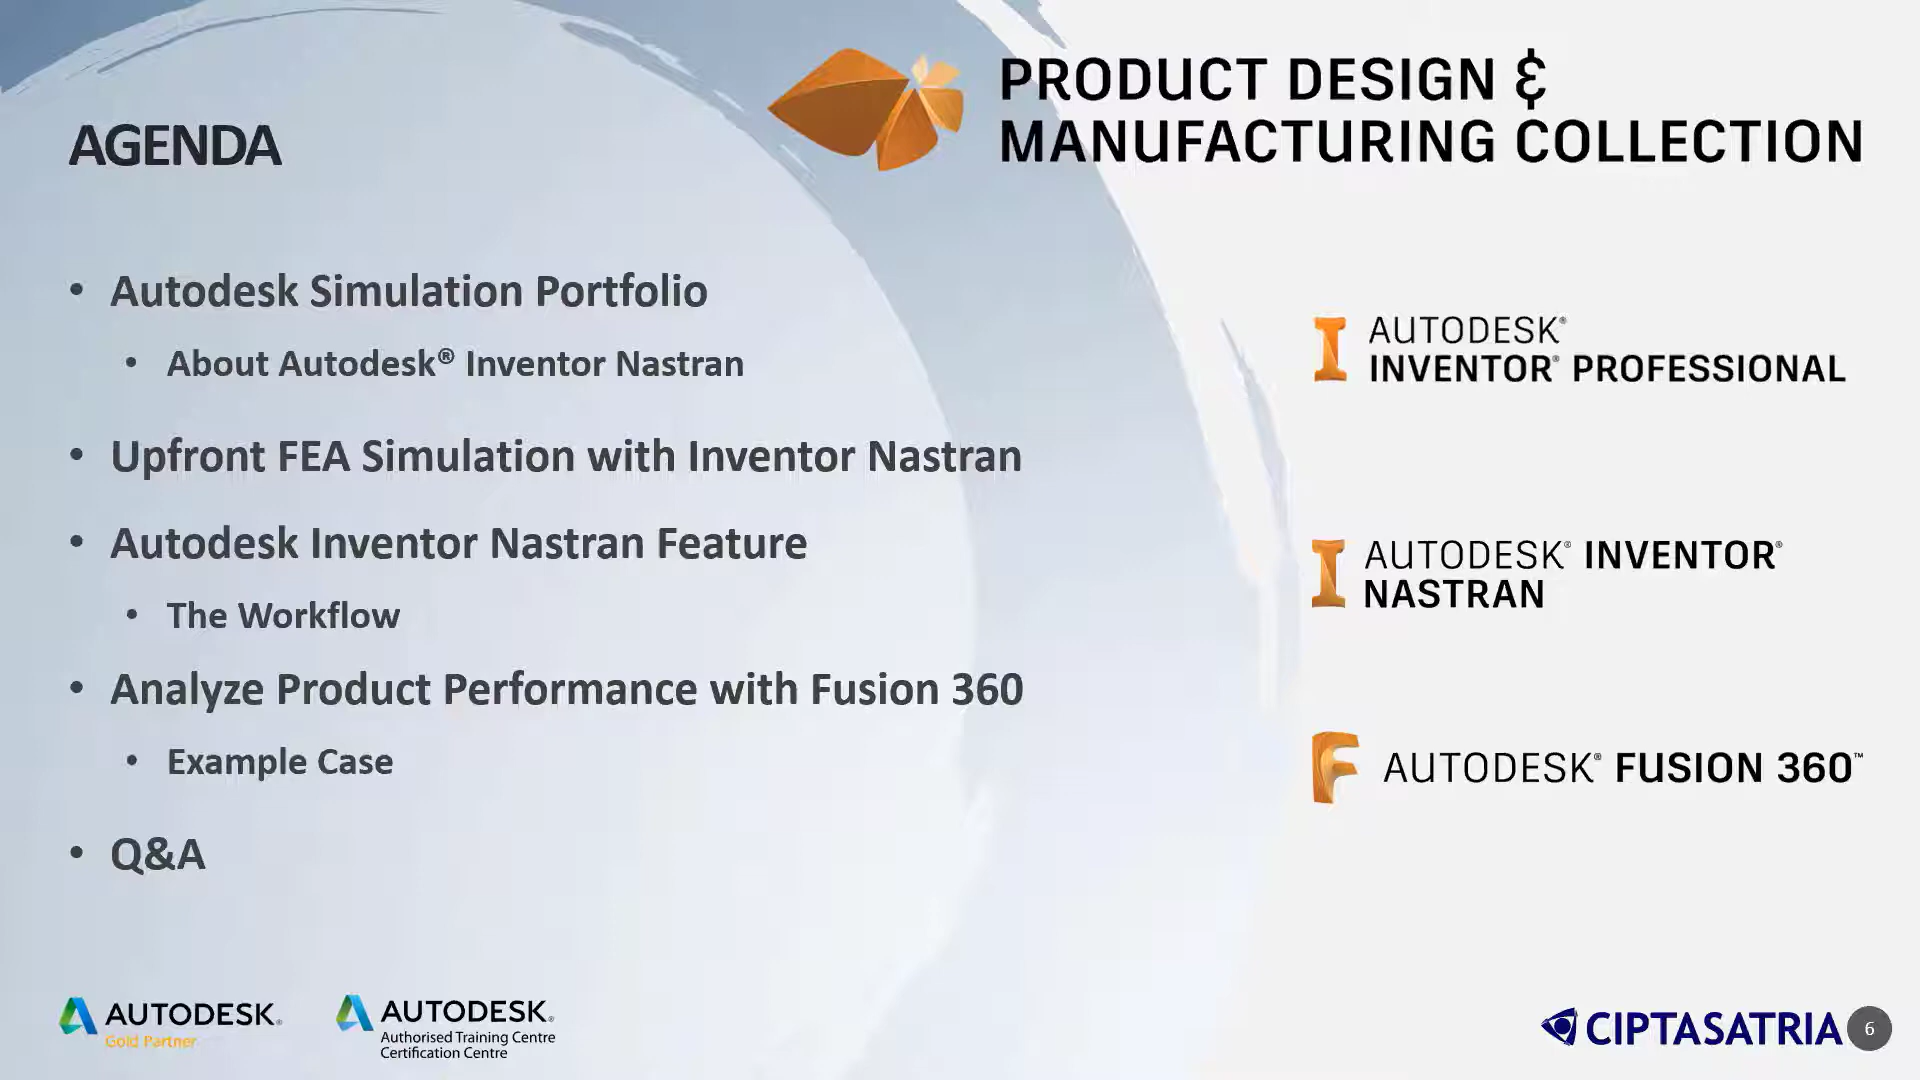 PRODUCT DESIGN &
MANUFACTURING COLLECTION
AGENDA
• Autodesk Simulation Portfolio
• About Autodesk® Inventor Nastran
• Upfront FEA Simulation with Inventor Nastran
• Autodesk Inventor Nastran Feature
• The Workflow
• Analyze Product Performance with Fusion 360
• Example Case
• Q&A
AUTODESK®
INVENTOR® PROFESSIONAL
AUTODESK® INVENTOR®
NASTRAN
AUTODESK® FUSION 360™
AUTODESK®
Gold Partner
AUTODESK®
Authorised Training Centre
Certification Centre
CIPTASATRIA
6